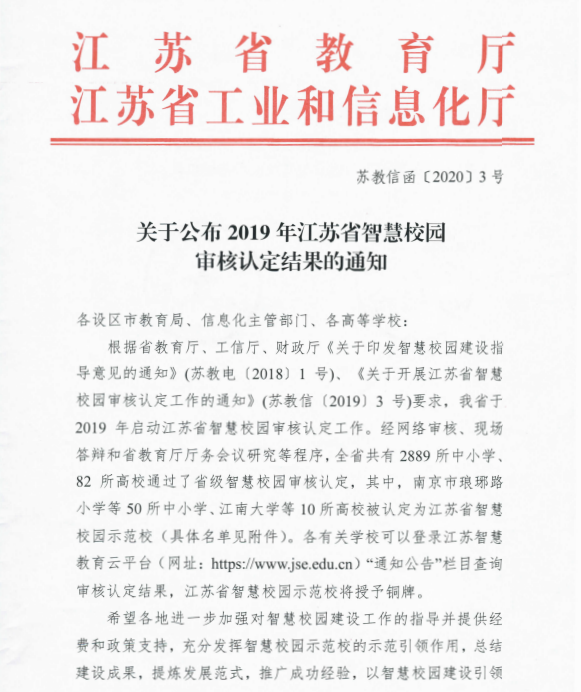 江苏省教育厅
江苏省工业和信息化厅
苏教信函〔2020〕3号
关于公布2019年江苏省智慧校园
审核认定结果的通知
各设区市教育局、信息化主管部门、各高等学校：
根据省教育厅、工信厅、财政厅《关于印发智慧校园建设指
导意见的通知》(苏教电〔2018〕1 号)、《关于开展江苏省智慧
校园审核认定工作的通知》(苏教信〔2019〕3 号)要求，我省于
2019 年启动江苏省智慧校园审核认定工作。经网络审核、现场
答辩和省教育厅厅务会议研究等程序，全省共有2889所中小学、
82 所高校通过了省级智慧校园审核认定，其中，南京市琅琊路
小学等50所中小学、江南大学等10所高校被认定为江苏省智慧
校园示范校（具体名单见附件）。各有关学校可以登录江苏智慧
教育云平台（网址：https://www.jse.edu.cn）“通知公告”栏目查询
审核认定结果，江苏省智慧校园示范校将授予铜牌。
希望各地进一步加强对智慧校园建设工作的指导并提供经
费和政策支持，充分发挥智慧校园示范校的示范引领作用，总结
建设成果，提炼发展范式，推广成功经验，以智慧校园建设引领